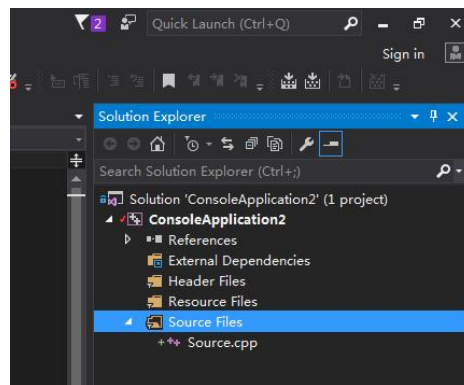 2
Quick Launch (Ctrl+Q)
Sign in
Solution Explorer
Search Solution Explorer (Ctrl+;)
Solution 'ConsoleApplication2' (1 project)
ConsoleApplication2
References
External Dependencies
Header Files
Resource Files
Source Files
Source.cpp